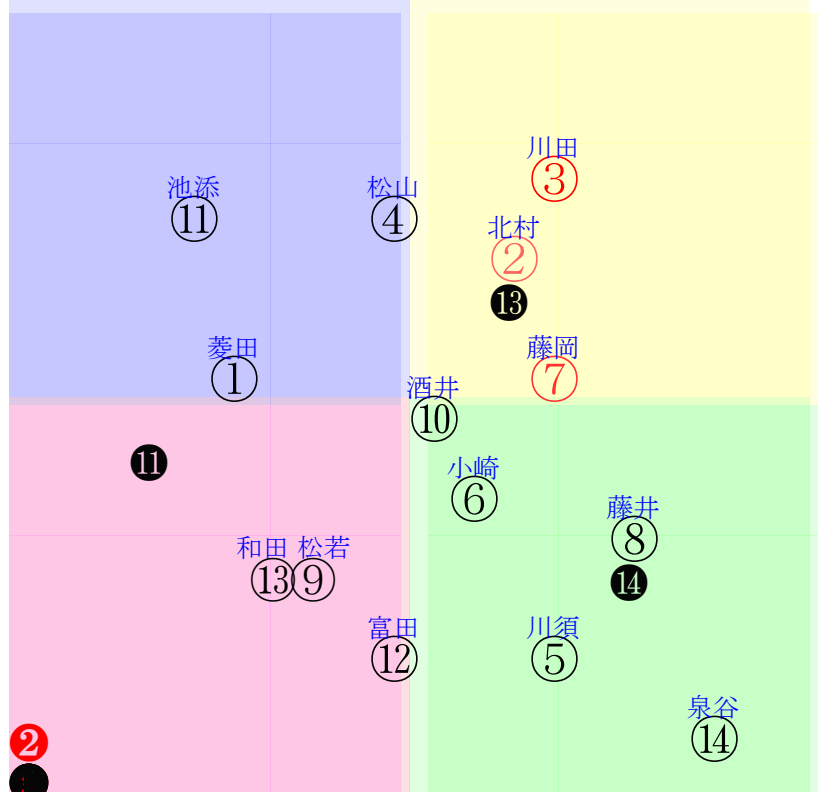 川田
③
池添 松山
⑪ ④
北村
②
⓭
菱田 藤岡
① ⑦
酒井
⑩
⓫
小崎
⑥
藤井
⑧
和田 松若
⑬ ⑨
⓮
富田 川須
⑫ ⑤
泉谷
⑭
❷